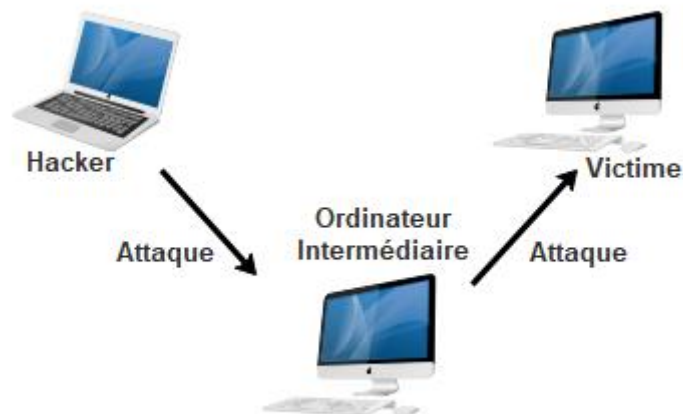 Hacker
Victime
Attaque
Ordinateur
Intermédiaire
Attaque